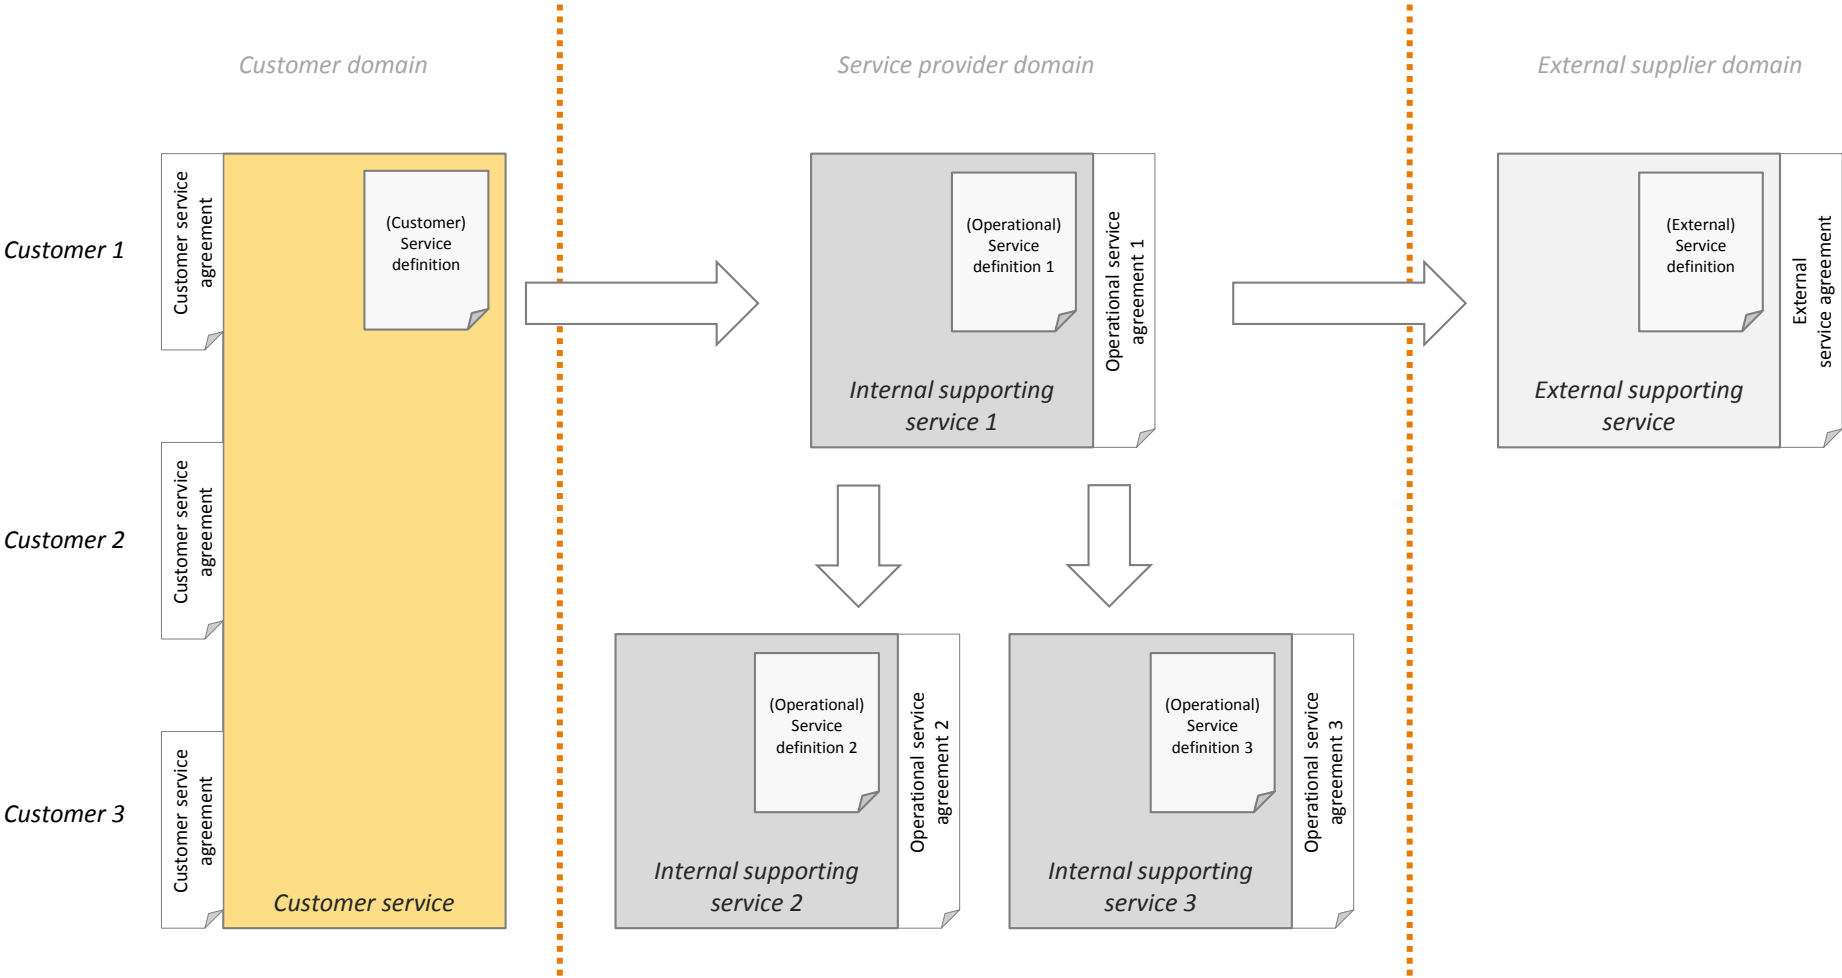 Customer domain
Service provider domain
External supplier domain
Customer 1
Customer service
agreement
(Customer)
Service
definition
(Operational)
Service
definition 1
Operational service
agreement 1
Internal supporting
service 1
(External)
Service
definition
External
service agreement
External supporting
service
Customer 2
Customer service
agreement
Customer 3
Customer service
agreement
Customer service
(Operational)
Service
definition 2
Operational service
agreement 2
Internal supporting
service 2
(Operational)
Service
definition 3
Operational service
agreement 3
Internal supporting
service 3